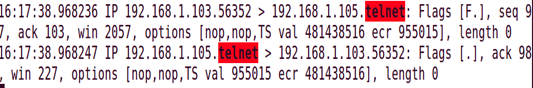 16:17:38.968236 IP 192.168.1.103.56352 > 192.168.1.105.telnet: Flags [F.], seq 9
7, ack 103, win 2057, options [nop,nop,TS val 481438516 ecr 955015], length 0
16:17:38.968247 IP 192.168.1.105.telnet > 192.168.1.103.56352: Flags [.], ack 98
, win 227, options [nop,nop,TS val 955015 ecr 481438516], length 0